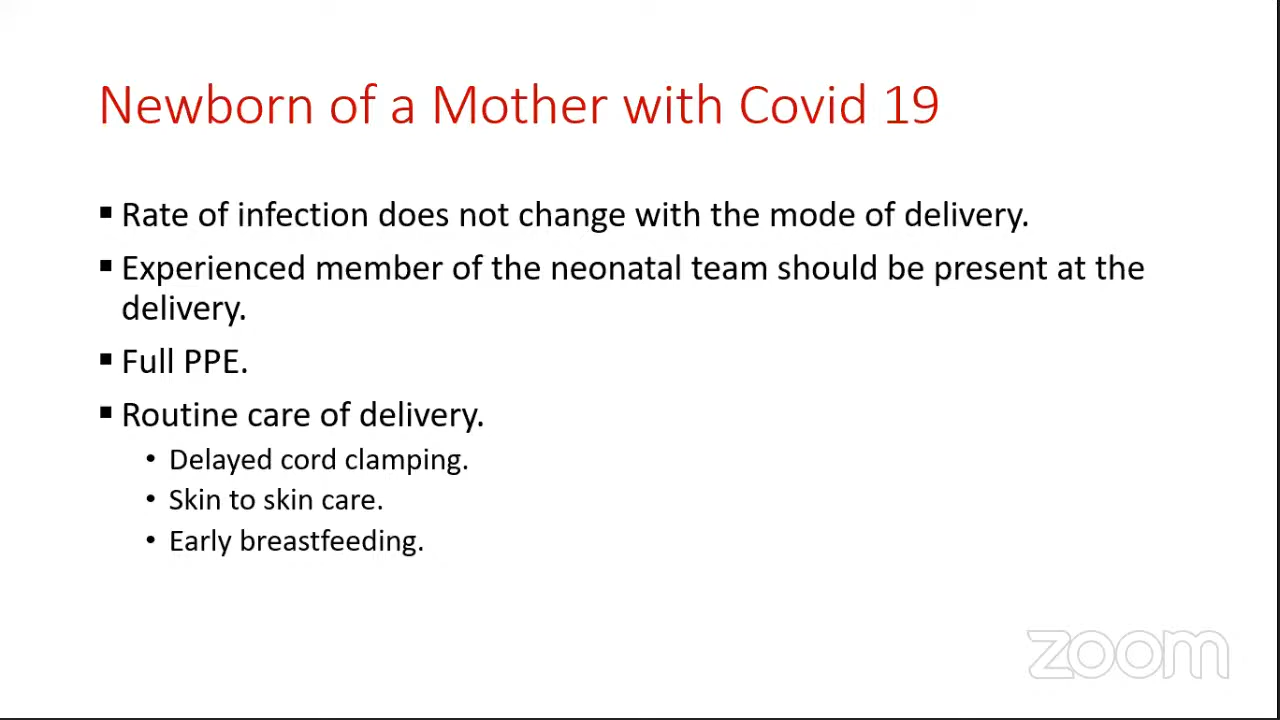 Newborn of a Mother with Covid 19
▪ Rate of infection does not change with the mode of delivery.
▪ Experienced member of the neonatal team should be present at the
delivery.
▪ Full PPE.
▪ Routine care of delivery.
• Delayed cord clamping.
• Skin to skin care.
• Early breastfeeding.
zoom